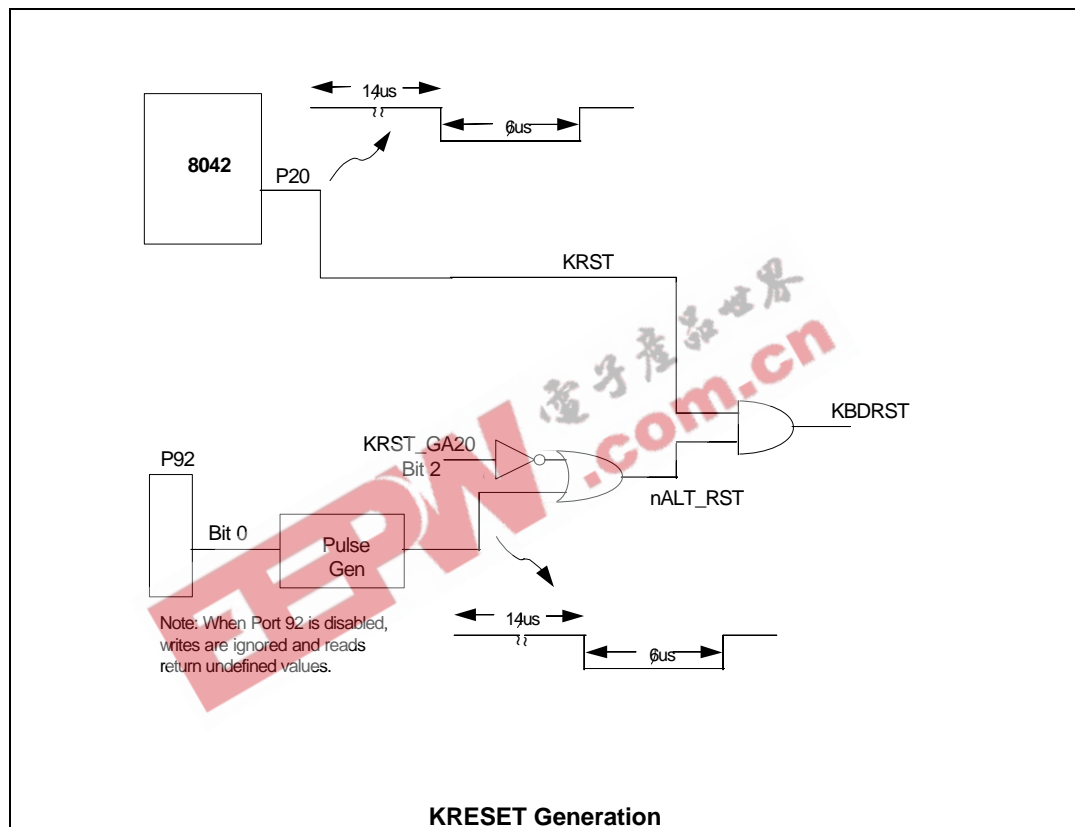 14us
6us
8042
P20
KRST
電子產品世界
.com.cn
EEPW
KBDRST
KRST_GA20
Bit 2
P92
nALT_RST
Bit 0
Pulse
Gen
14us
6us
Note: When Port 92 is disabled,
writes are ignored and reads
return undefined values.
KRESET Generation